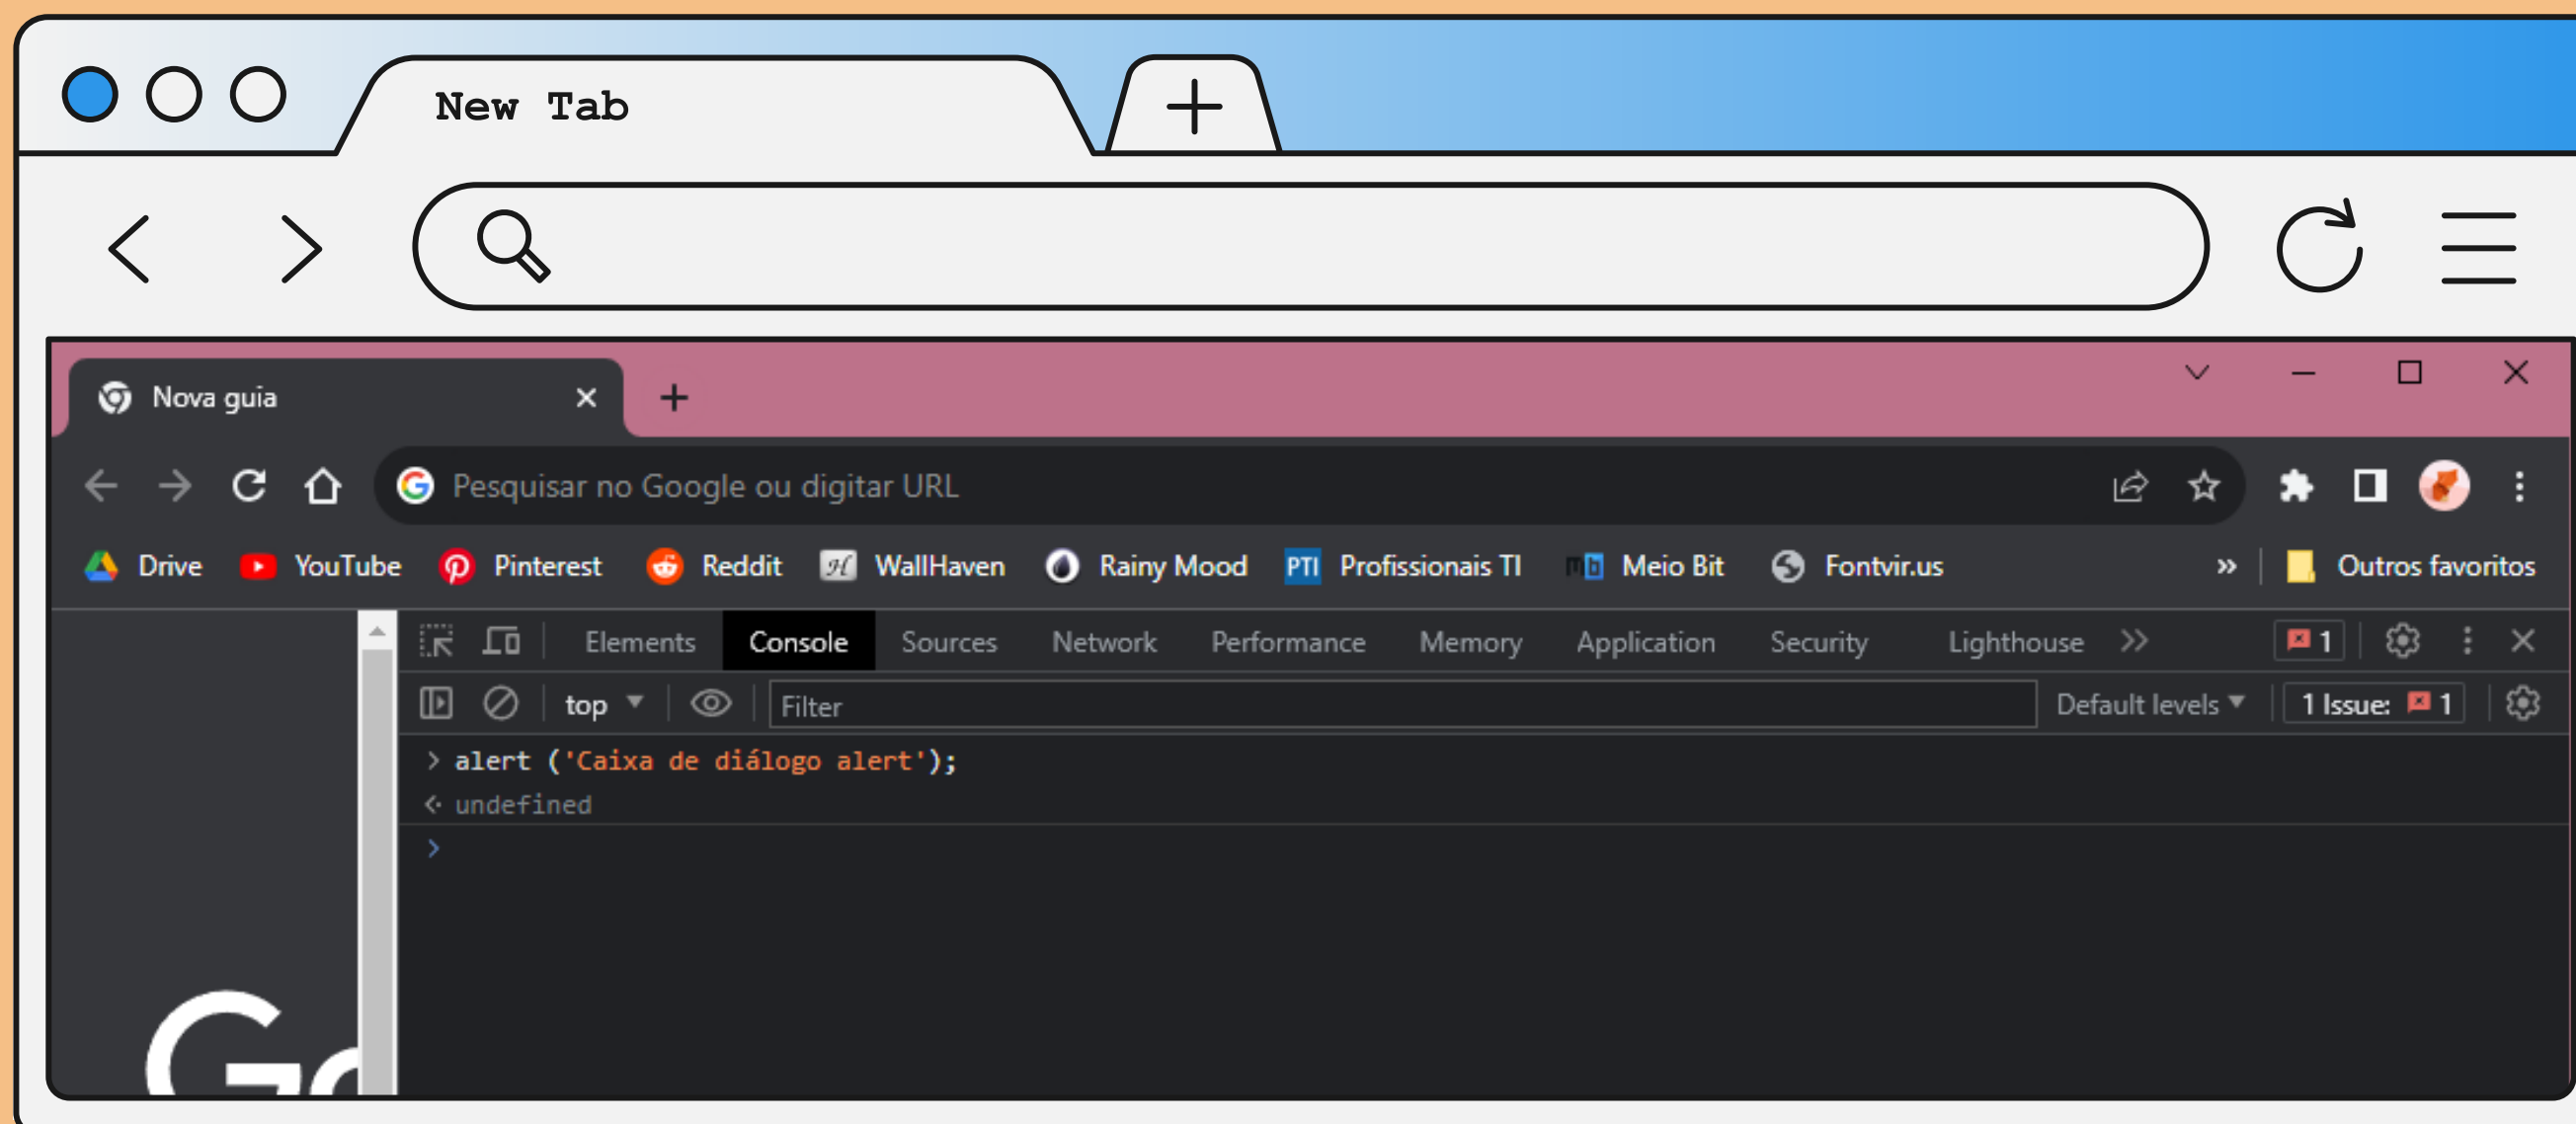 New Tab
Nova guia
Pesquisar no Google ou digitar URL
Drive YouTube Pinterest Reddit WallHaven Rainy Mood PTI Profissionais TI mb Meio Bit Fontvir.us » Outros favoritos
Elements Console Sources Network Performance Memory Application Security Lighthouse 1
top Filter Default levels 1 Issue: 1
> alert ('Caixa de diálogo alert');
undefined
>
Go